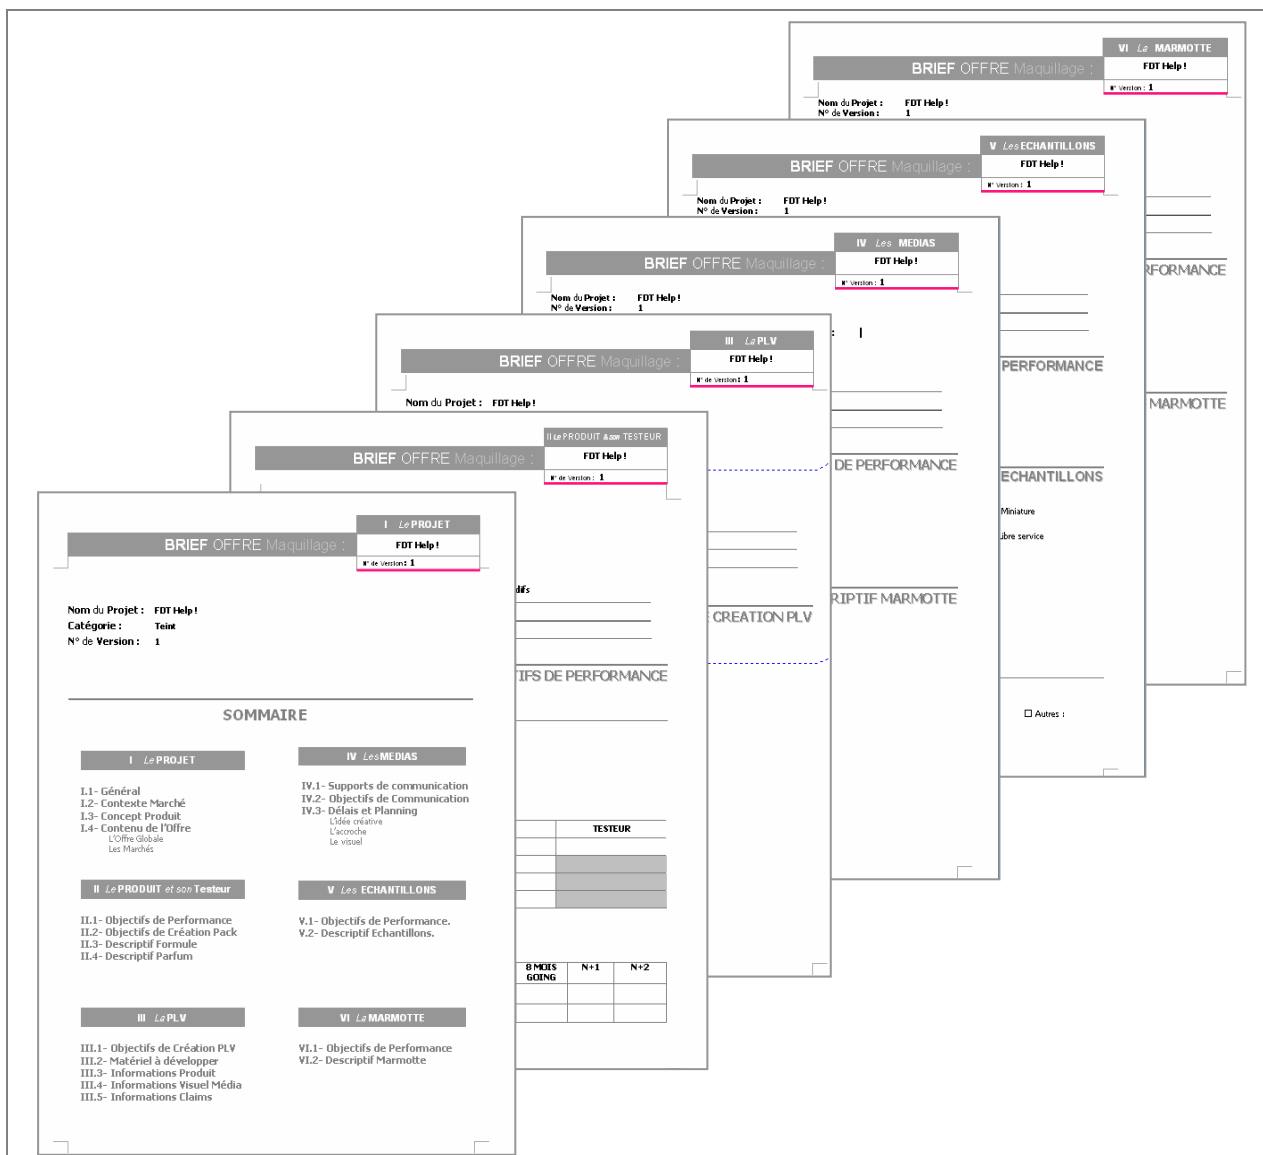 VI La MARMOTTE
BRIEF OFFRE Maquillage :
FDT Help !
N° Version : 1
Nom du Projet : FDT Help !
N° de Version : 1
RFORMANCE
MARMOTTE
V Les ECHANTILLONS
BRIEF OFFRE Maquillage :
FDT Help !
N° Version : 1
Nom du Projet : FDT Help !
N° de Version : 1
PERFORMANCE
ECHANTILLONS
Miniature
ibre service
Autres :
IV Les MEDIAS
BRIEF OFFRE Maquillage :
FDT Help !
N° Version : 1
Nom du Projet : FDT Help !
N° de Version : 1
:
DE PERFORMANCE
RIPTIF MARMOTTE
III La PLV
BRIEF OFFRE Maquillage :
FDT Help !
N° de Version : 1
Nom du Projet : FDT Help !
CREATION PLV
II Le PRODUIT & son TESTEUR
BRIEF OFFRE Maquillage :
FDT Help !
N° de Version : 1
difs
TIFS DE PERFORMANCE
TESTEUR
8 MOIS GOING N+1 N+2
I Le PROJET
BRIEF OFFRE Maquillage :
FDT Help !
N° de Version : 1
Nom du Projet : FDT Help !
Catégorie : Teint
N° de Version : 1
SOMMAIRE
I Le PROJET
I.1- Général
I.2- Contexte Marché
I.3- Concept Produit
I.4- Contenu de l'Offre
L'Offre Globale
Les Marchés
II Le PRODUIT et son Testeur
II.1- Objectifs de Performance
II.2- Objectifs de Création Pack
II.3- Descriptif Formule
II.4- Descriptif Parfum
III La PLV
III.1- Objectifs de Création PLV
III.2- Matériel à développer
III.3- Informations Produit
III.4- Informations Visuel Média
III.5- Informations Claims
IV Les MEDIAS
IV.1- Supports de communication
IV.2- Objectifs de Communication
IV.3- Délais et Planning
L'idée créative
L'accroche
Le visuel
V Les ECHANTILLONS
V.1- Objectifs de Performance.
V.2- Descriptif Echantillons.
VI La MARMOTTE
VI.1- Objectifs de Performance
VI.2- Descriptif Marmotte